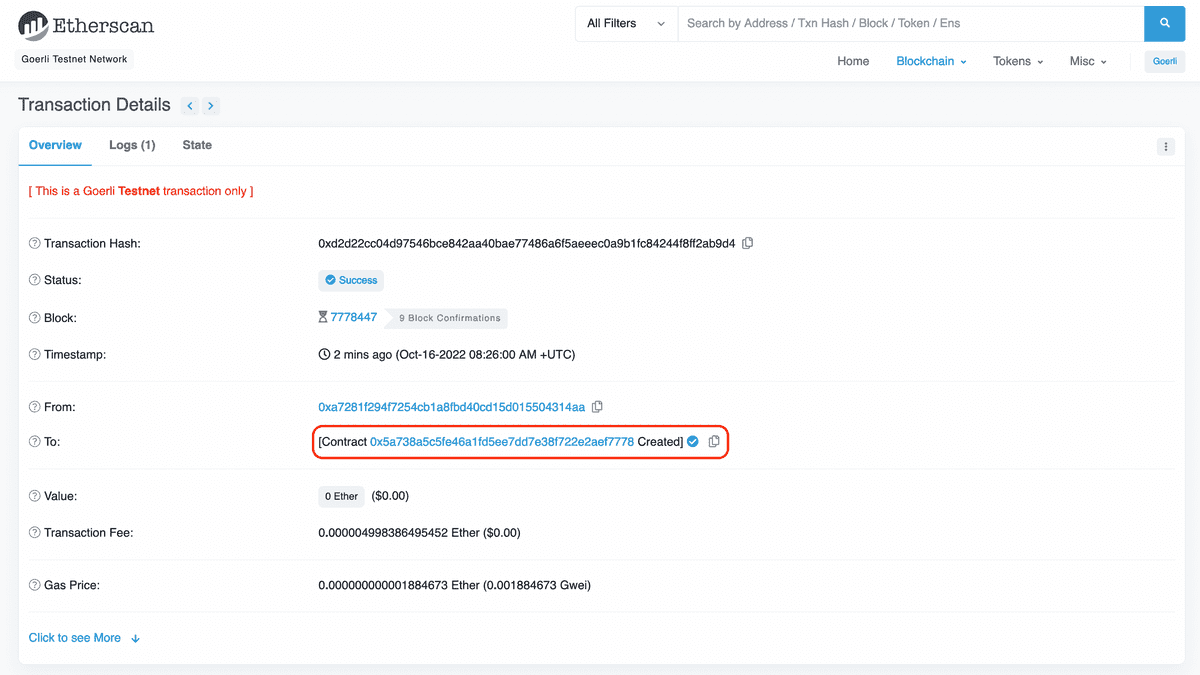 Etherscan
All Filters
Search by Address / Txn Hash / Block / Token / Ens
Goerli Testnet Network
Home Blockchain Tokens Misc Goerli
Transaction Details
Overview Logs (1) State
[ This is a Goerli Testnet transaction only ]
Transaction Hash: 0xd2d22cc04d97546bce842aa40bae77486a6f5aeeec0a9b1fc84244f8ff2ab9d4
Status: Success
Block: 7778447 9 Block Confirmations
Timestamp: 2 mins ago (Oct-16-2022 08:26:00 AM +UTC)
From: 0xa7281f294f7254cb1a8fbd40cd15d015504314aa
To: [Contract 0x5a738a5c5fe46a1fd5ee7dd7e38f722e2aef7778 Created]
Value: 0 Ether ($0.00)
Transaction Fee: 0.000004998386495452 Ether ($0.00)
Gas Price: 0.000000000001884673 Ether (0.001884673 Gwei)
Click to see More